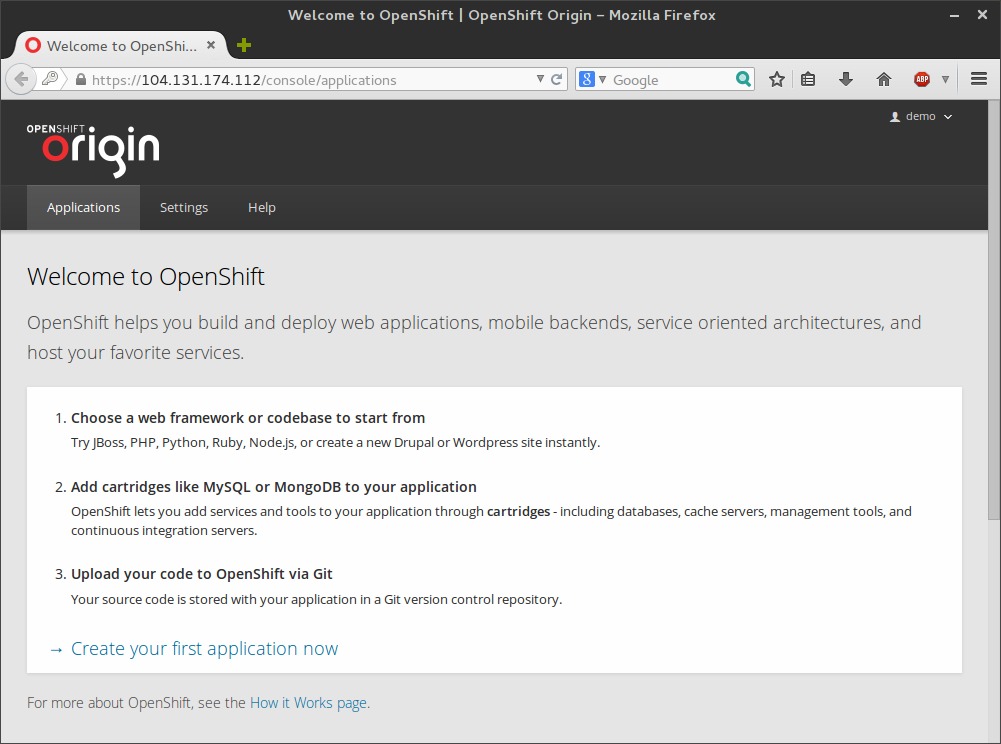 Welcome to OpenShift | OpenShift Origin – Mozilla Firefox
Welcome to OpenShi...
https://104.131.174.112/console/applications
8 Google
ABP
OPENSHIFT
origin
demo
Applications Settings Help
Welcome to OpenShift
OpenShift helps you build and deploy web applications, mobile backends, service oriented architectures, and
host your favorite services.
1. Choose a web framework or codebase to start from
Try JBoss, PHP, Python, Ruby, Node.js, or create a new Drupal or Wordpress site instantly.
2. Add cartridges like MySQL or MongoDB to your application
OpenShift lets you add services and tools to your application through cartridges - including databases, cache servers, management tools, and
continuous integration servers.
3. Upload your code to OpenShift via Git
Your source code is stored with your application in a Git version control repository.
→ Create your first application now
For more about OpenShift, see the How it Works page.